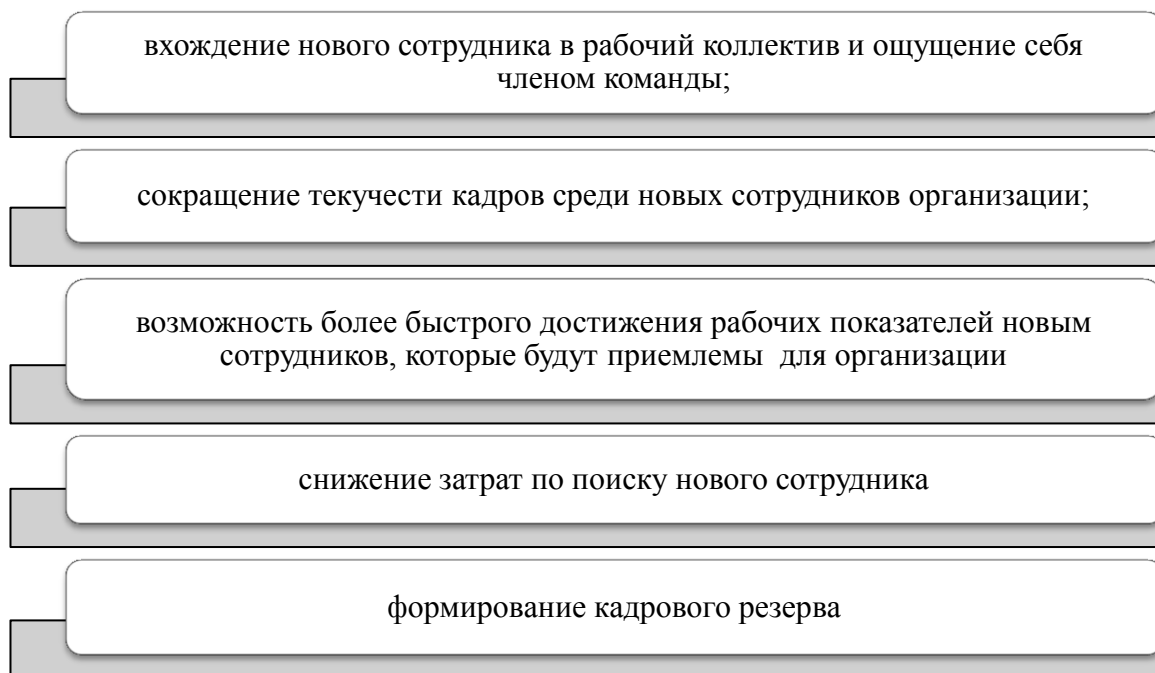 вхождение нового сотрудника в рабочий коллектив и ощущение себя
членом команды;
сокращение текучести кадров среди новых сотрудников организации;
возможность более быстрого достижения рабочих показателей новым
сотрудников, которые будут приемлемы  для организации
снижение затрат по поиску нового сотрудника
формирование кадрового резерва